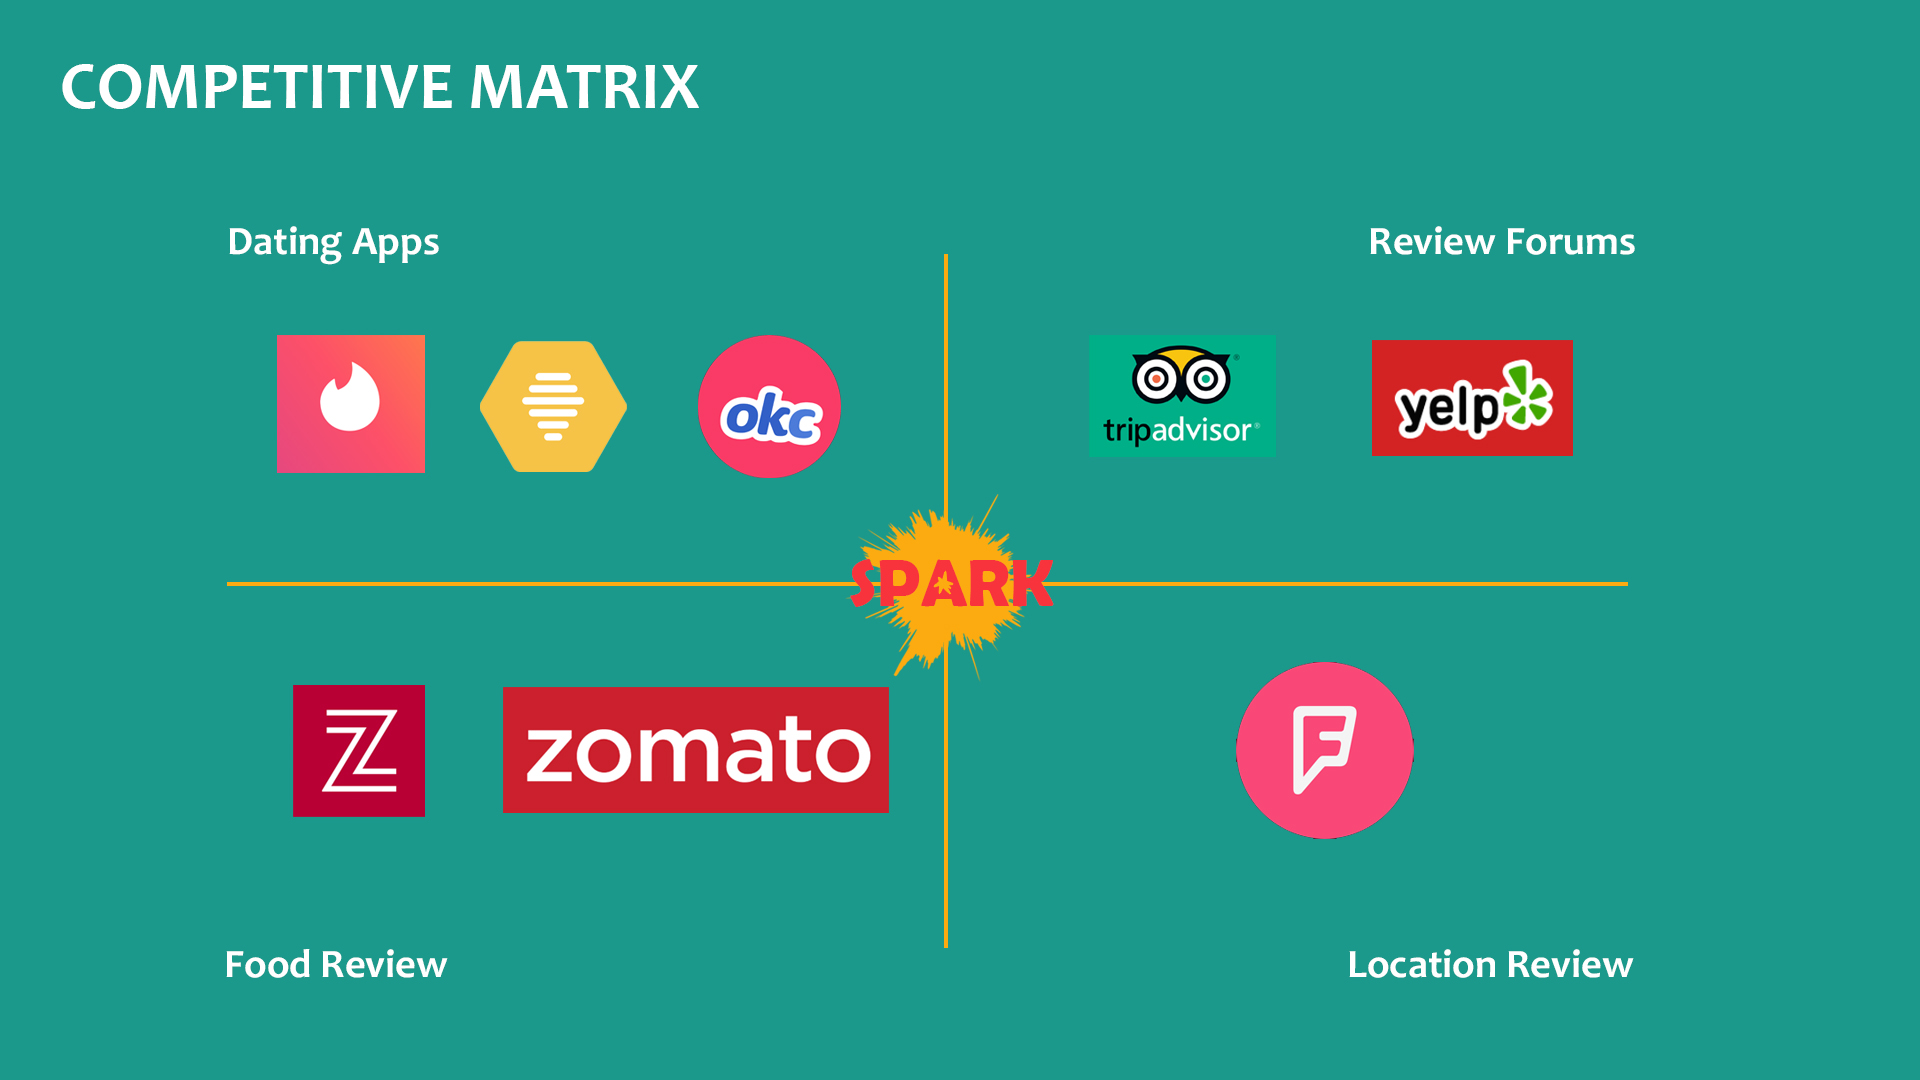 COMPETITIVE MATRIX
Dating Apps
Review Forums
okc
tripadvisor®
yelp
SPARK
Z
zomato
F
Food Review
Location Review